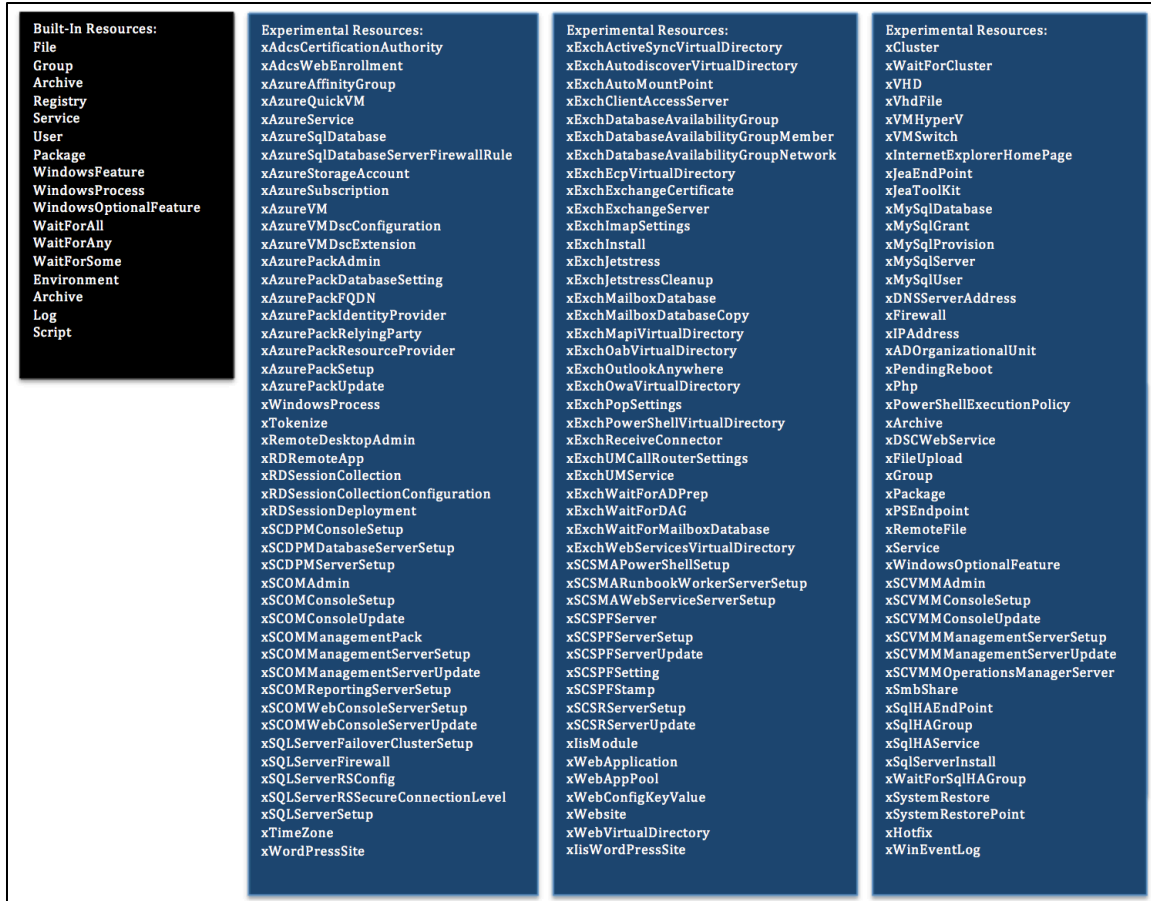 Built-In Resources:
File
Group
Archive
Registry
Service
User
Package
WindowsFeature
WindowsProcess
WindowsOptionalFeature
WaitForAll
WaitForAny
WaitForSome
Environment
Archive
Log
Script
Experimental Resources:
xAdcsCertificationAuthority
xAdcsWebEnrollment
xAzureAffinityGroup
xAzureQuickVM
xAzureService
xAzureSqlDatabase
xAzureSqlDatabaseServerFirewallRule
xAzureStorageAccount
xAzureSubscription
xAzureVM
xAzureVMDscConfiguration
xAzureVMDscExtension
xAzurePackAdmin
xAzurePackDatabaseSetting
xAzurePackFQDN
xAzurePackIdentityProvider
xAzurePackRelyingParty
xAzurePackResourceProvider
xAzurePackSetup
xAzurePackUpdate
xWindowsProcess
xTokenize
xRemoteDesktopAdmin
xRDRemoteApp
xRDSessionCollection
xRDSessionCollectionConfiguration
xRDSessionDeployment
xSCDPMConsoleSetup
xSCDPMDatabaseServerSetup
xSCDPMServerSetup
xSCOMAdmin
xSCOMConsoleSetup
xSCOMConsoleUpdate
xSCOMManagementPack
xSCOMManagementServerSetup
xSCOMManagementServerUpdate
xSCOMReportingServerSetup
xSCOMWebConsoleServerSetup
xSCOMWebConsoleServerUpdate
xSQLServerFailoverClusterSetup
xSQLServerFirewall
xSQLServerRSConfig
xSQLServerRSSecureConnectionLevel
xSQLServerSetup
xTimeZone
xWordPressSite
Experimental Resources:
xExchActiveSyncVirtualDirectory
xExchAutodiscoverVirtualDirectory
xExchAutoMountPoint
xExchClientAccessServer
xExchDatabaseAvailabilityGroup
xExchDatabaseAvailabilityGroupMember
xExchDatabaseAvailabilityGroupNetwork
xExchEcpVirtualDirectory
xExchExchangeCertificate
xExchExchangeServer
xExchImapSettings
xExchInstall
xExchJetstress
xExchJetstressCleanup
xExchMailboxDatabase
xExchMailboxDatabaseCopy
xExchMapiVirtualDirectory
xExchOabVirtualDirectory
xExchOutlookAnywhere
xExchOwaVirtualDirectory
xExchPopSettings
xExchPowerShellVirtualDirectory
xExchReceiveConnector
xExchUMCallRouterSettings
xExchUMService
xExchWaitForADPrep
xExchWaitForDAG
xExchWaitForMailboxDatabase
xExchWebServicesVirtualDirectory
xSCSMAPowerShellSetup
xSCSMARunbookWorkerServerSetup
xSCSMAWebServiceServerSetup
xSCSPFServer
xSCSPFServerSetup
xSCSPFServerUpdate
xSCSPFSetting
xSCSPFStamp
xSCSRServerSetup
xSCSRServerUpdate
xIisModule
xWebApplication
xWebAppPool
xWebConfigKeyValue
xWebsite
xWebVirtualDirectory
xIisWordPressSite
Experimental Resources:
xCluster
xWaitForCluster
xVHD
xVhdFile
xVMHyperV
xVMSwitch
xInternetExplorerHomePage
xJeaEndPoint
xJeaToolKit
xMySqlDatabase
xMySqlGrant
xMySqlProvision
xMySqlServer
xMySqlUser
xDNSServerAddress
xFirewall
xIPAddress
xADOrganizationalUnit
xPendingReboot
xPhp
xPowerShellExecutionPolicy
xArchive
xDSCWebService
xFileUpload
xGroup
xPackage
xPSEndpoint
xRemoteFile
xService
xWindowsOptionalFeature
xSCVMMAdmin
xSCVMMConsoleSetup
xSCVMMConsoleUpdate
xSCVMMManagementServerSetup
xSCVMMManagementServerUpdate
xSCVMMOperationsManagerServer
xSmbShare
xSqlHAEndPoint
xSqlHAGroup
xSqlHAService
xSqlServerInstall
xWaitForSqlHAGroup
xSystemRestore
xSystemRestorePoint
xHotfix
xWinEventLog